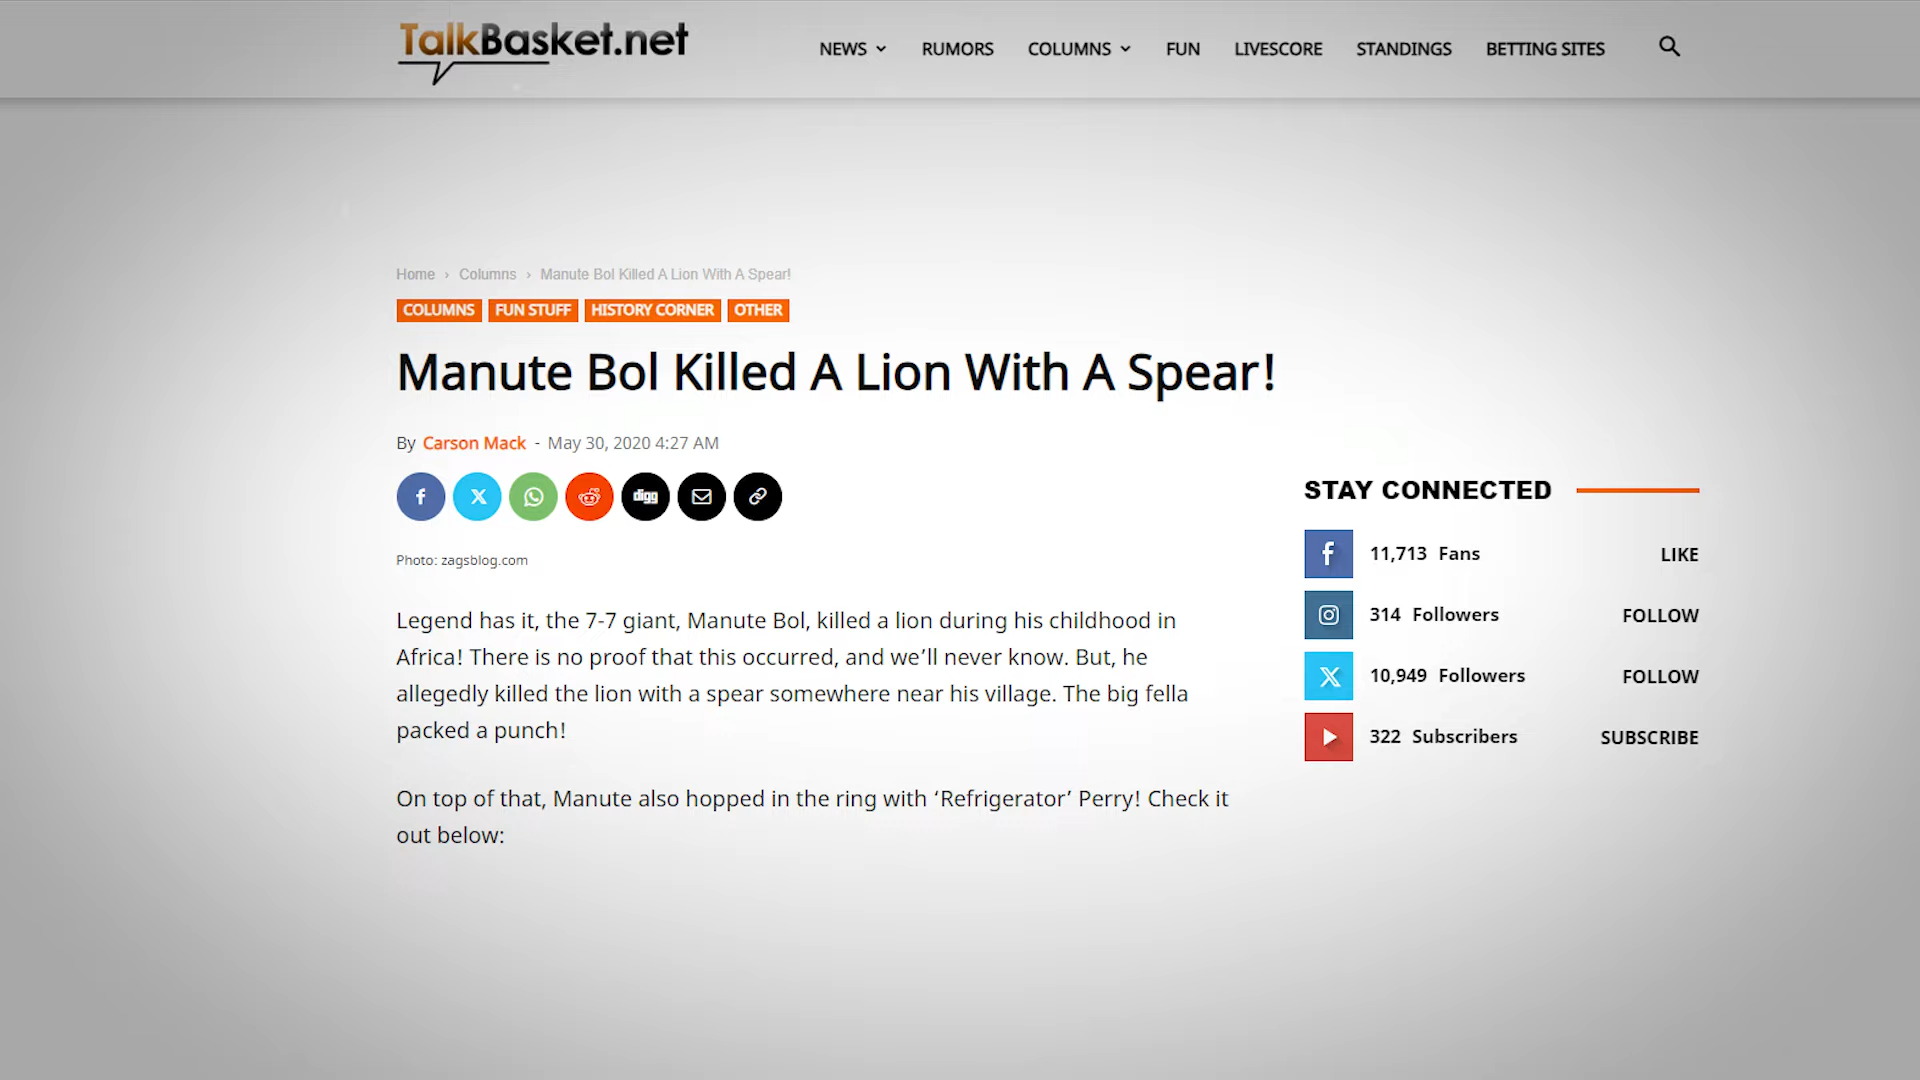 TalkBasket.net
NEWS RUMORS COLUMNS FUN LIVESCORE STANDINGS BETTING SITES
Home › Columns › Manute Bol Killed A Lion With A Spear!
COLUMNS FUN STUFF HISTORY CORNER OTHER
Manute Bol Killed A Lion With A Spear!
By Carson Mack - May 30, 2020 4:27 AM
digg
Photo: zagsblog.com
Legend has it, the 7-7 giant, Manute Bol, killed a lion during his childhood in
Africa! There is no proof that this occurred, and we’ll never know. But, he
allegedly killed the lion with a spear somewhere near his village. The big fella
packed a punch!
On top of that, Manute also hopped in the ring with ‘Refrigerator’ Perry! Check it
out below:
STAY CONNECTED
11,713 Fans LIKE
314 Followers FOLLOW
10,949 Followers FOLLOW
322 Subscribers SUBSCRIBE